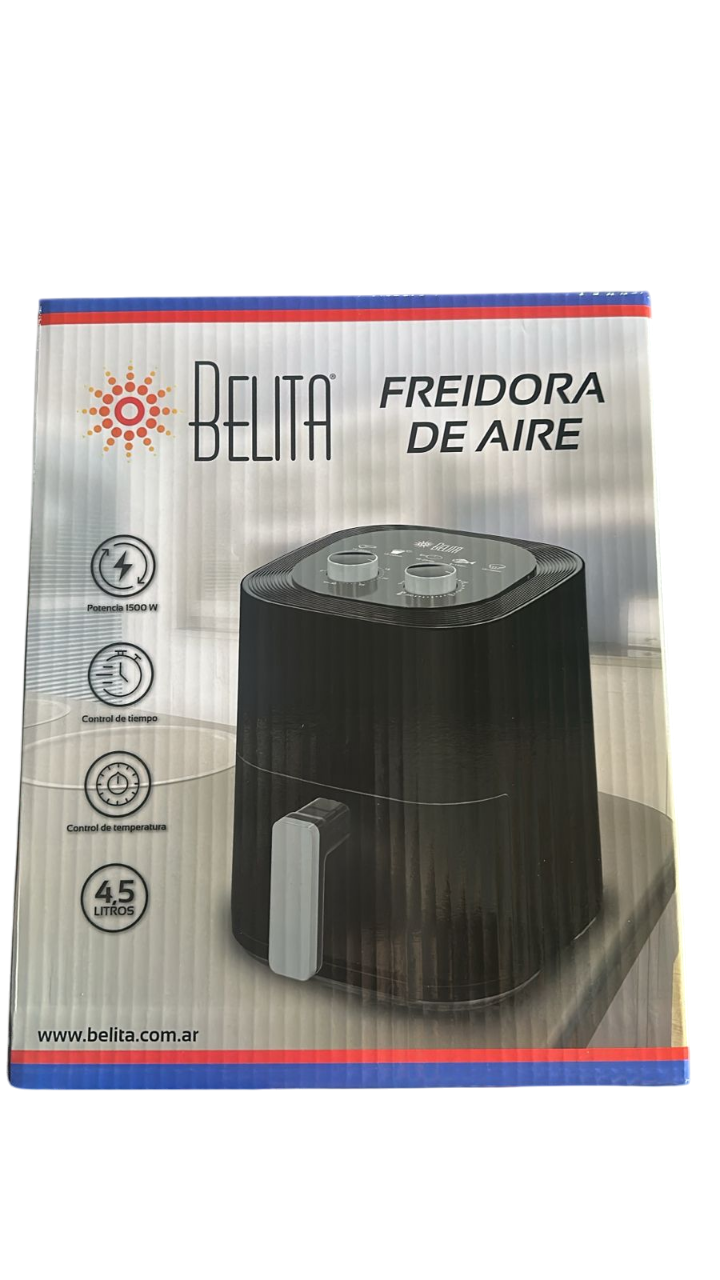 BELITA®
FREIDORA
DE AIRE
BELITA
Potencia 1500 W
Control de tiempo
Control de temperatura
4,5
LITROS
www.belita.com.ar